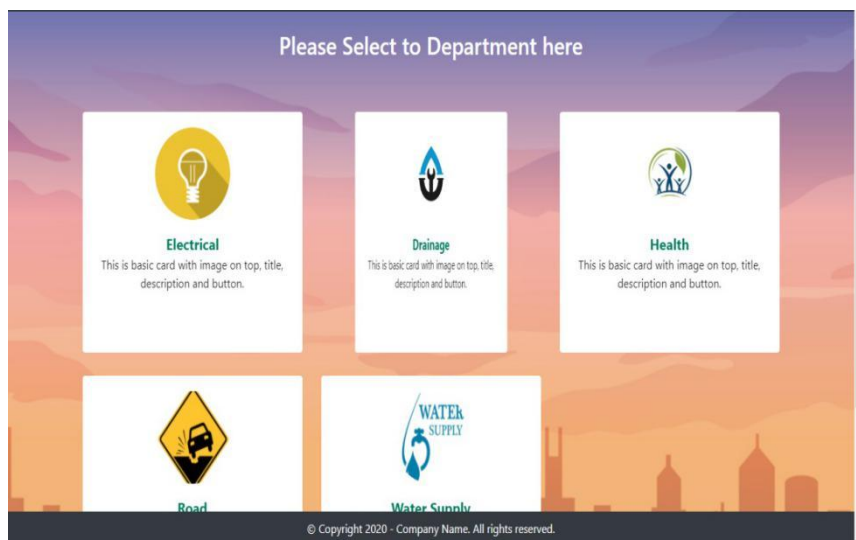 Please Select to Department here
Electrical
This is basic card with image on top, title,
description and button.
Drainage
This is basic card with image on top, title,
description and button.
Health
This is basic card with image on top, title,
description and button.
Road
WATER
SUPPLY
Water Supply
© Copyright 2020 - Company Name. All rights reserved.